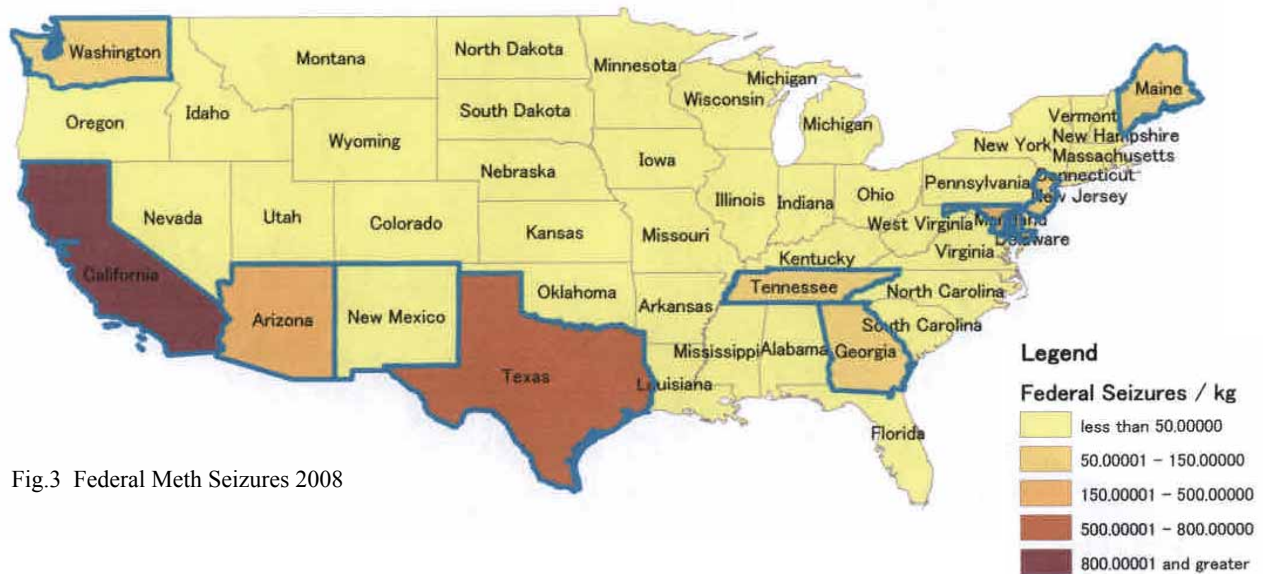 Washington
Montana
North Dakota
Minnesota
Michigan
Maine
Oregon
Idaho
South Dakota
Wisconsin
Michigan
Vermont
New Hampshire
New York
Massachusetts
Wyoming
Iowa
Nebraska
Connecticut
Pennsylvania
New Jersey
Nevada
Utah
Colorado
Kansas
Illinois
Indiana
Ohio
West Virginia
Maryland
Delaware
Missouri
Virginia
Kentucky
California
Arizona
New Mexico
Oklahoma
Arkansas
Tennessee
North Carolina
South Carolina
Mississippi
Alabama
Georgia
Texas
Louisiana
Florida
Legend
Federal Seizures / kg
less than 50.00000
50.00001 - 150.00000
150.00001 - 500.00000
500.00001 - 800.00000
800.00001 and greater
Fig.3 Federal Meth Seizures 2008